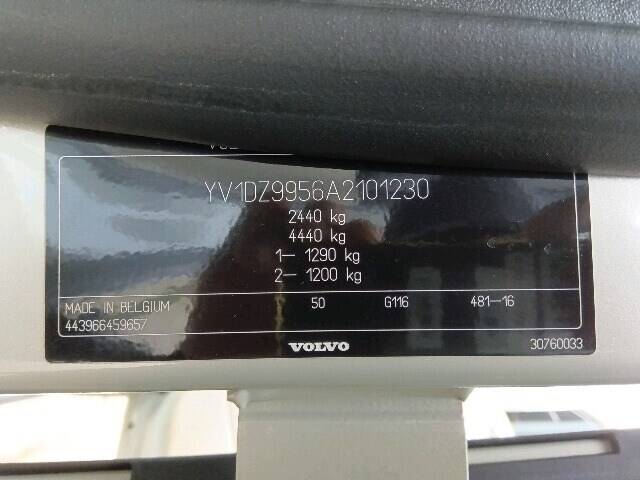 YV1DZ9956A2101230
2440 kg
4440 kg
1– 1290 kg
2– 1200 kg
MADE IN BELGIUM 50 G116 481–16
443966459657
VOLVO 30760033